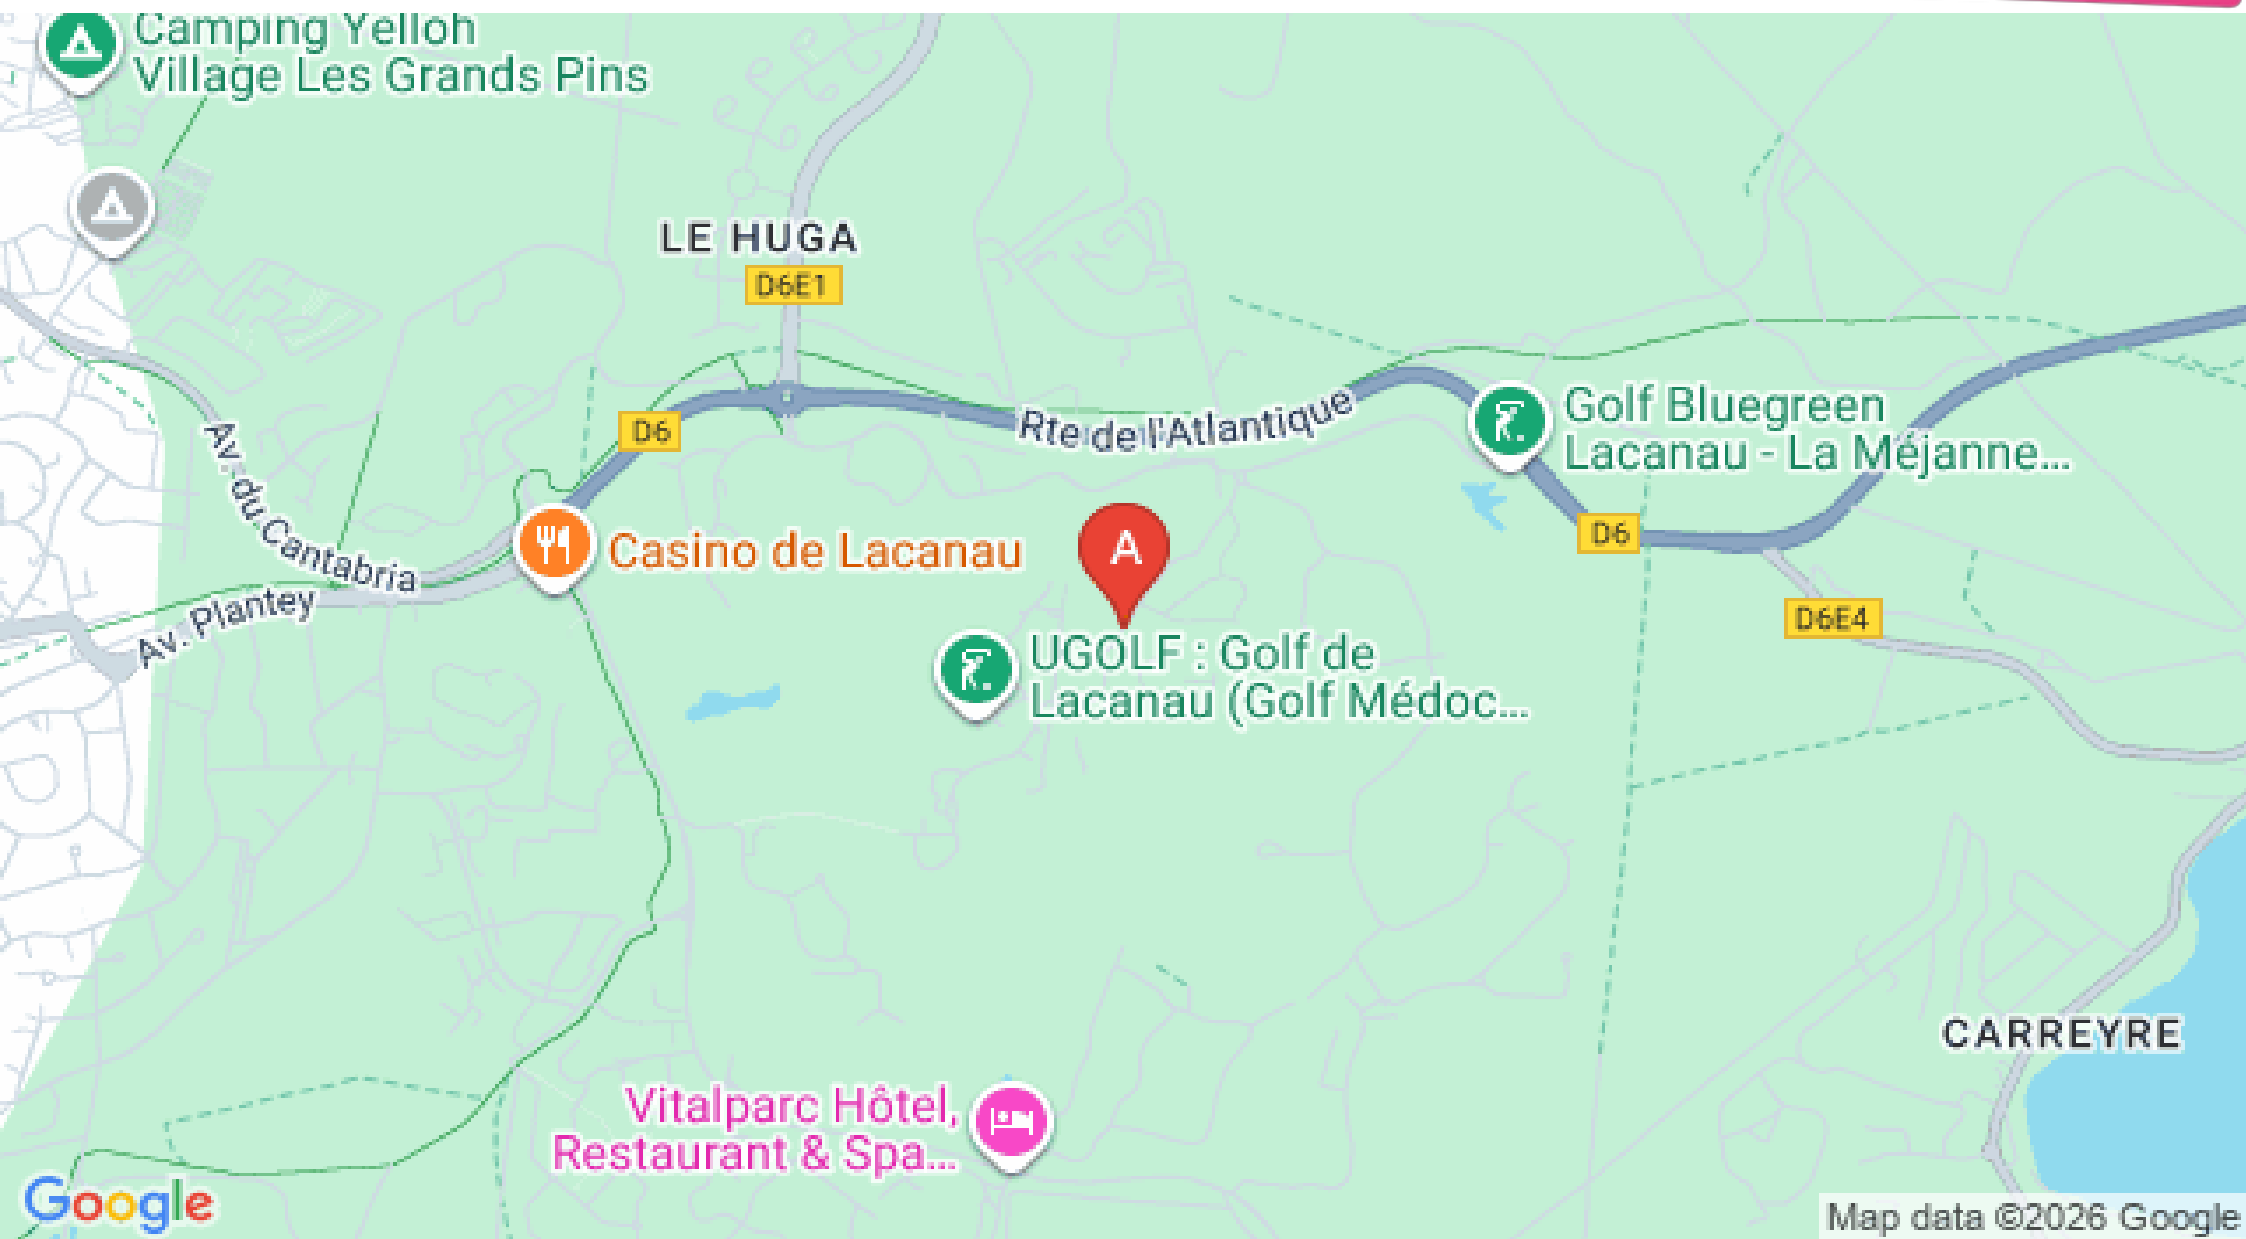 Camping Yelloh
Village Les Grands Pins
LE HUGA
D6E1
Rte de l'Atlantique
D6
Golf Bluegreen
Lacanau - La Méjanne...
Av. du Cantabria
Casino de Lacanau
A
D6
D6E4
Av. Plantey
UGOLF : Golf de
Lacanau (Golf Médoc...
CARREYRE
Vitalparc Hôtel,
Restaurant & Spa...
Google
Map data ©2026 Google